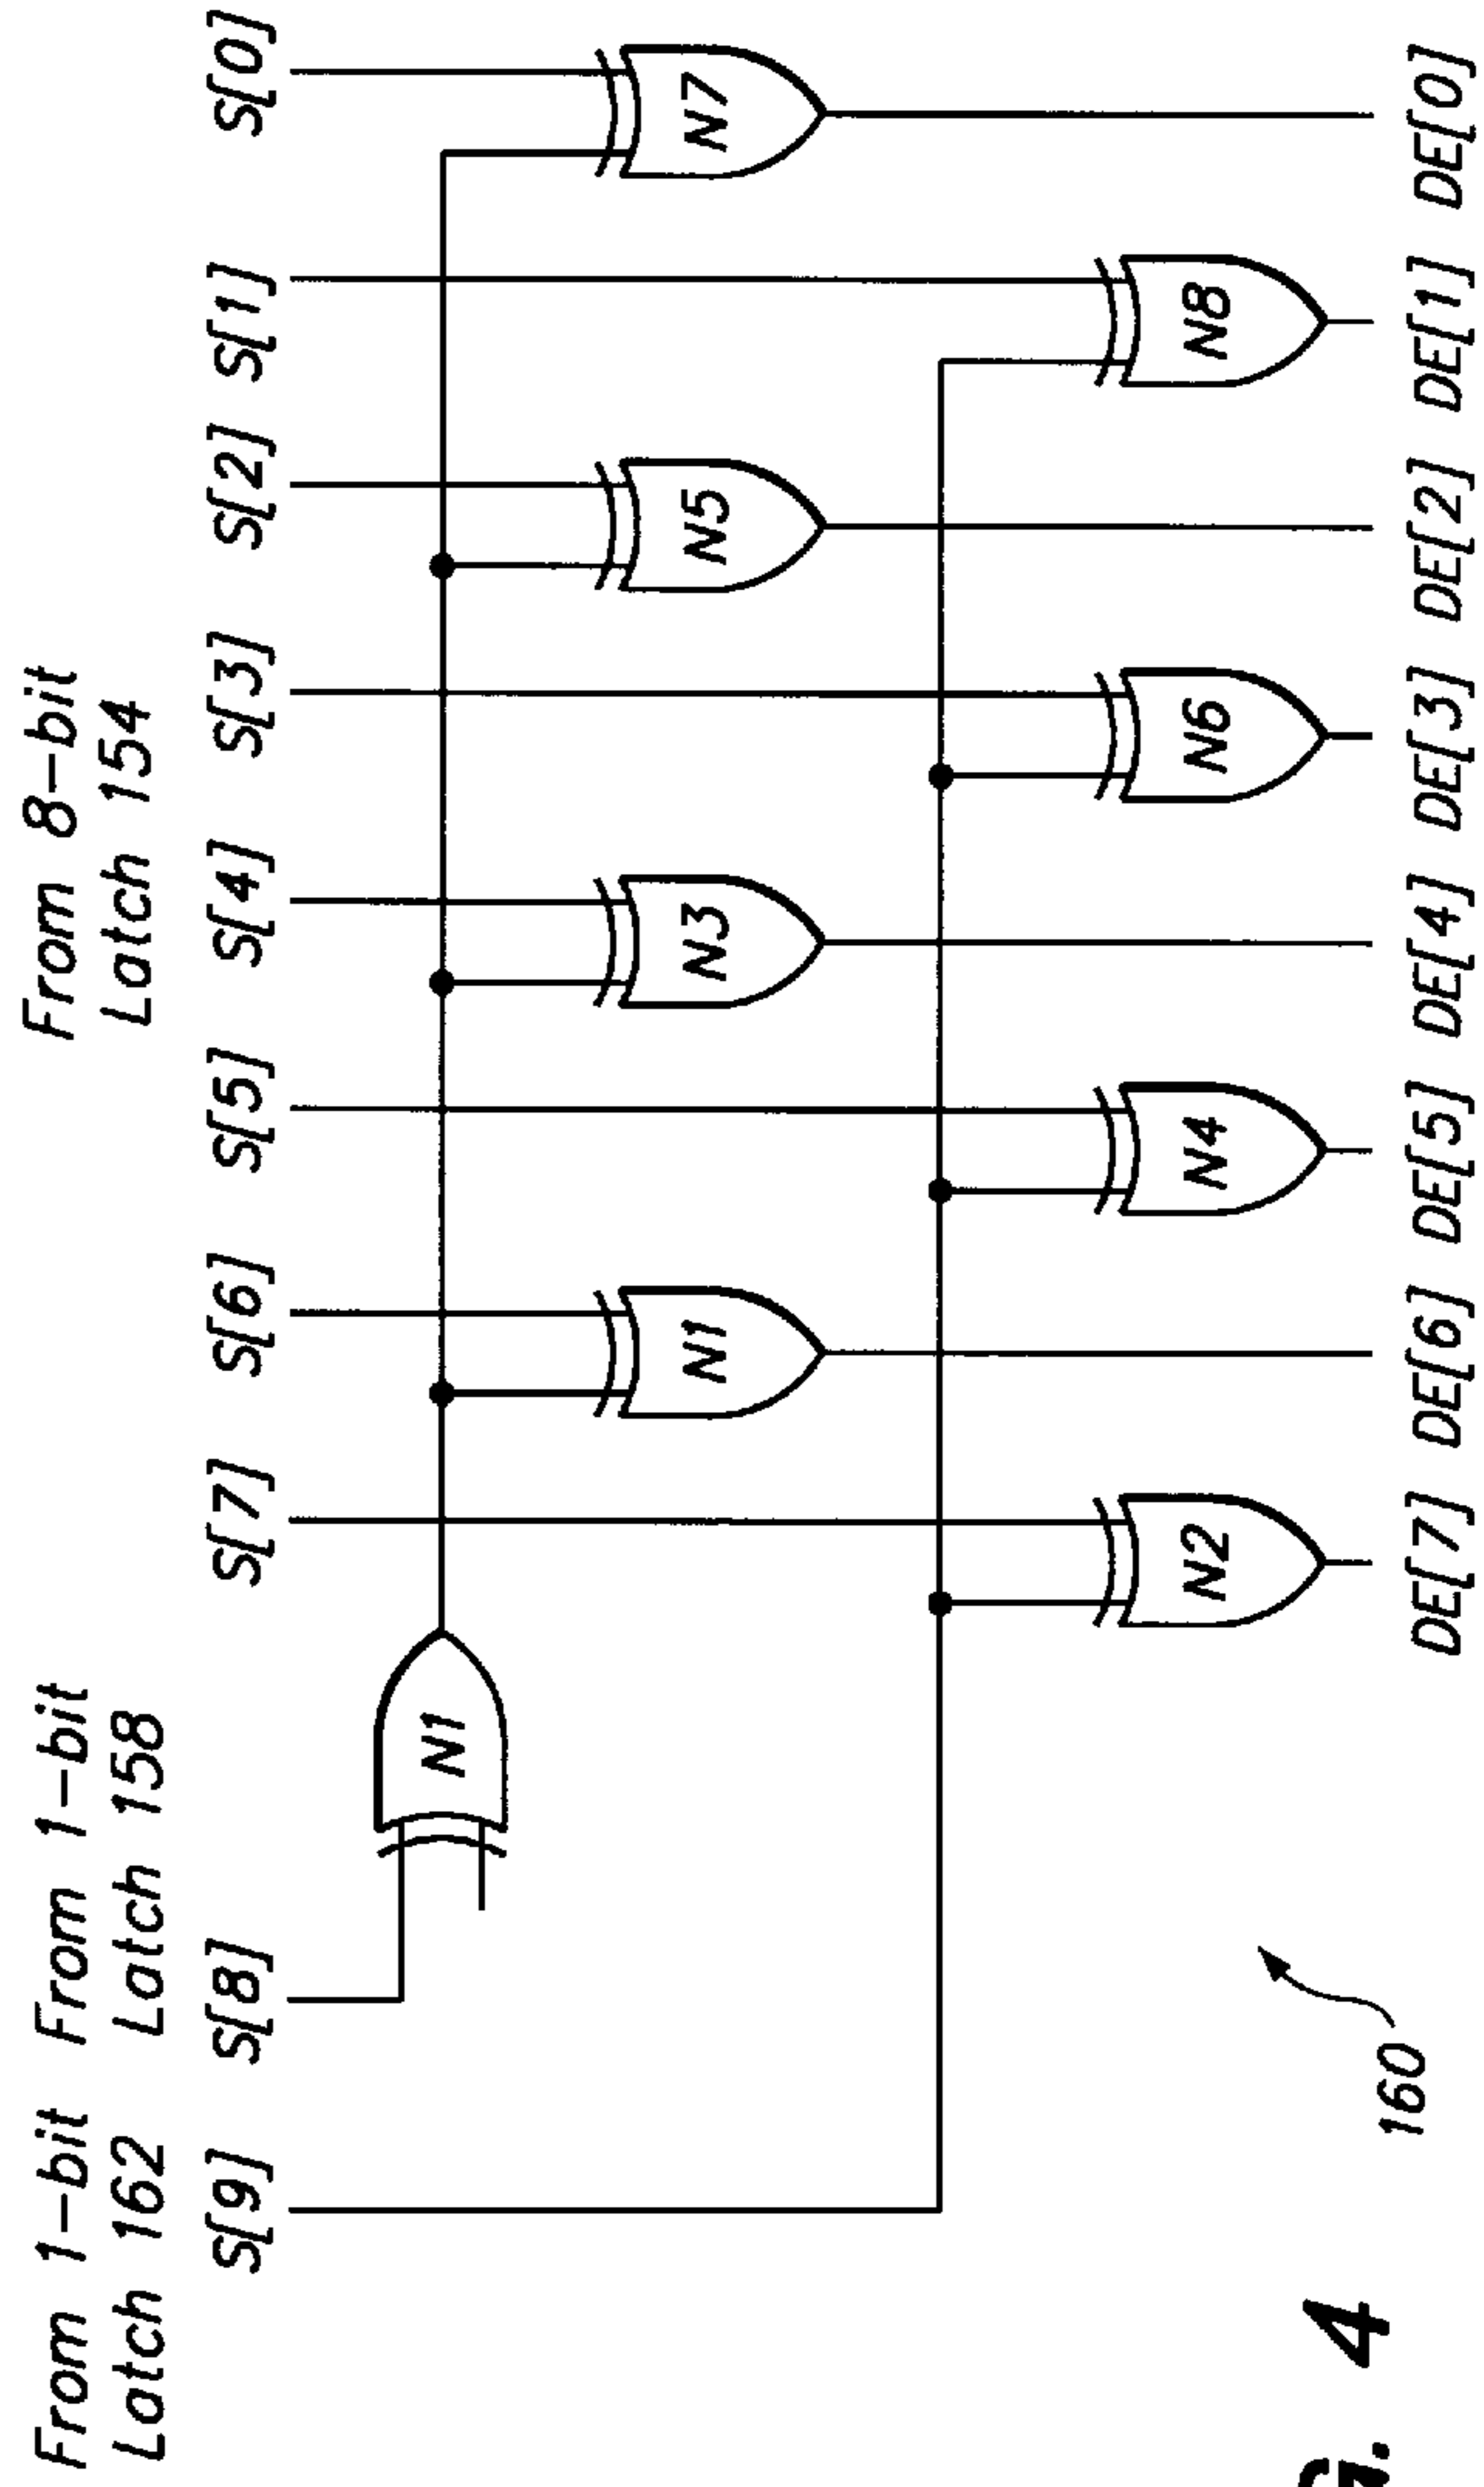 From 1-bit From 1-bit
Latch 162 Latch 158
From 8-bit
Latch 154
S[9] S[8] S[7] S[6] S[5] S[4] S[3] S[2] S[1] S[0]
N1
N1 N3 N5 N7
N2 N4 N6 N8
160
DE[7] DE[6] DE[5] DE[4] DE[3] DE[2] DE[1] DE[0]
4